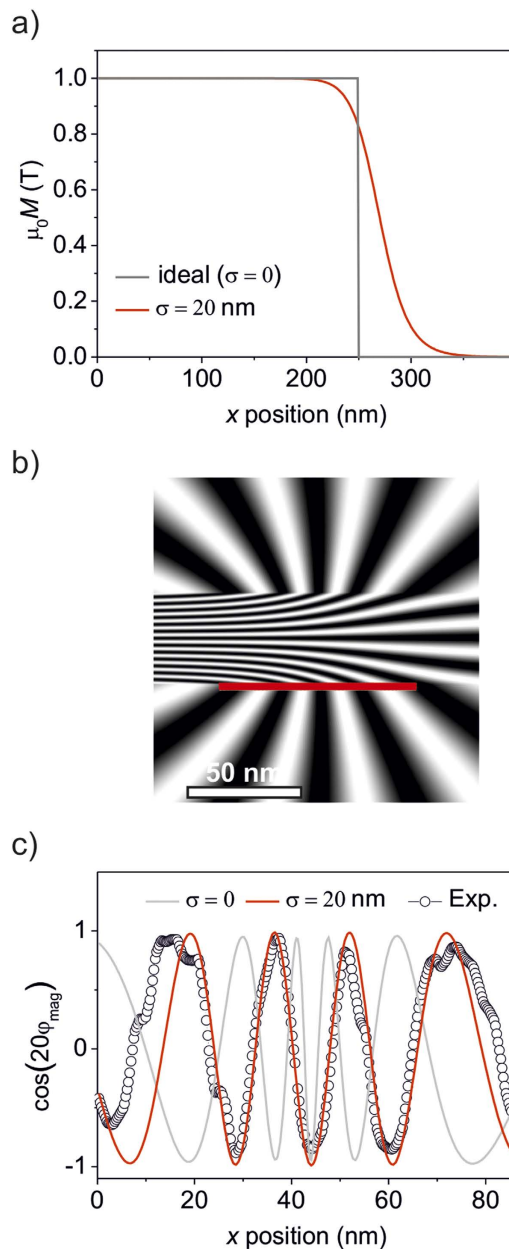 a)
1.0
0.8
0.6
0.4
0.2
0.0
μ₀M (T)
ideal (σ = 0)
σ = 20 nm
0
100
200
300
x position (nm)
b)
50 nm
c)
σ = 0
σ = 20 nm
Exp.
1
0
-1
cos(20φmag)
0
20
40
60
80
x position (nm)